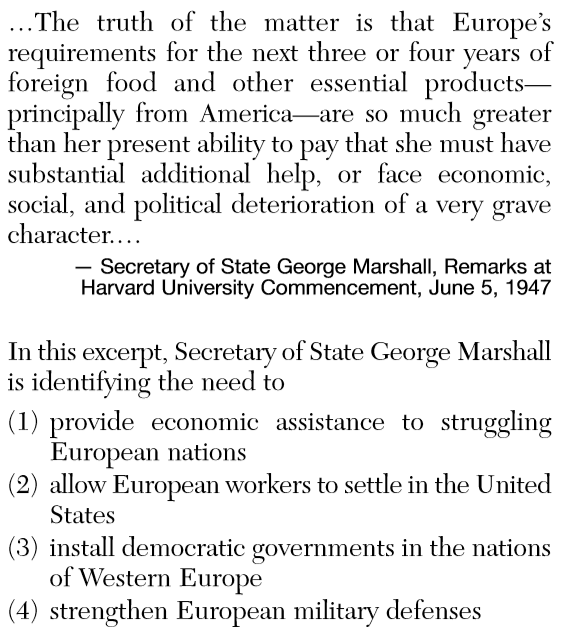 …The truth of the matter is that Europe’s
requirements for the next three or four years of
foreign food and other essential products—
principally from America—are so much greater
than her present ability to pay that she must have
substantial additional help, or face economic,
social, and political deterioration of a very grave
character.…
— Secretary of State George Marshall, Remarks at
Harvard University Commencement, June 5, 1947
In this excerpt, Secretary of State George Marshall
is identifying the need to
(1) provide economic assistance to struggling
European nations
(2) allow European workers to settle in the United
States
(3) install democratic governments in the nations
of Western Europe
(4) strengthen European military defenses